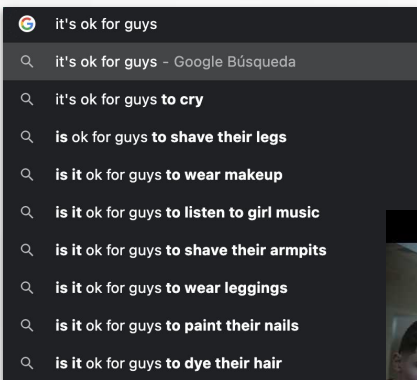 it's ok for guys
it's ok for guys - Google Búsqueda
it's ok for guys to cry
is ok for guys to shave their legs
is it ok for guys to wear makeup
is it ok for guys to listen to girl music
is it ok for guys to shave their armpits
is it ok for guys to wear leggings
is it ok for guys to paint their nails
is it ok for guys to dye their hair